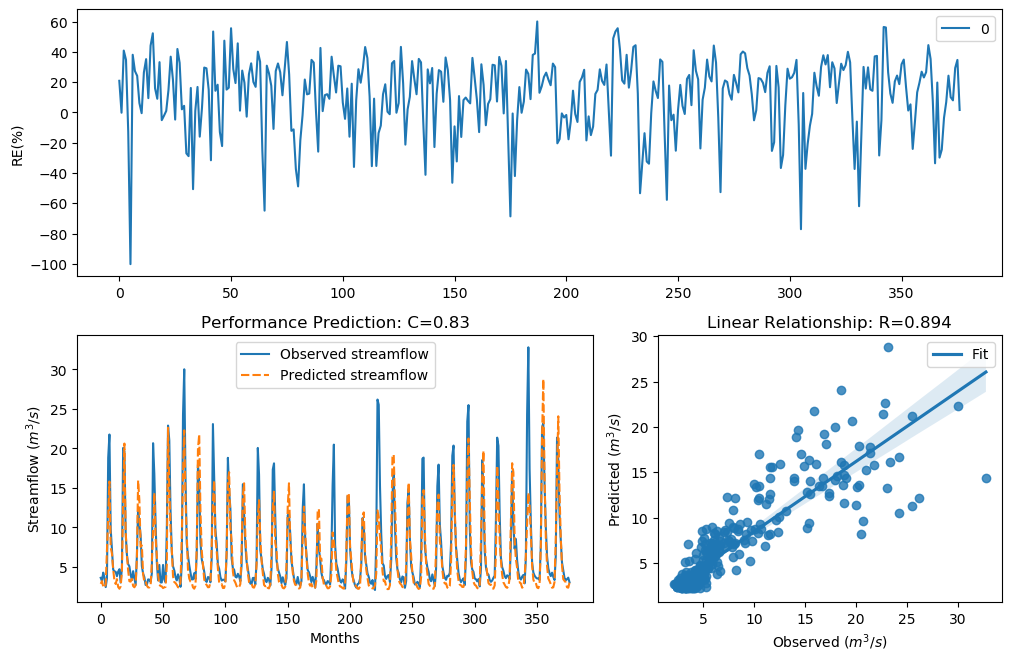 60
40
20
0
−20
−40
−60
−80
−100
RE(%)
0
0 50 100 150 200 250 300 350
Performance Prediction: C=0.83
Observed streamflow
Predicted streamflow
30
25
20
15
10
5
Streamflow (m³/s)
0 50 100 150 200 250 300 350
Months
Linear Relationship: R=0.894
Fit
30
25
20
15
10
5
Predicted (m³/s)
5 10 15 20 25 30
Observed (m³/s)